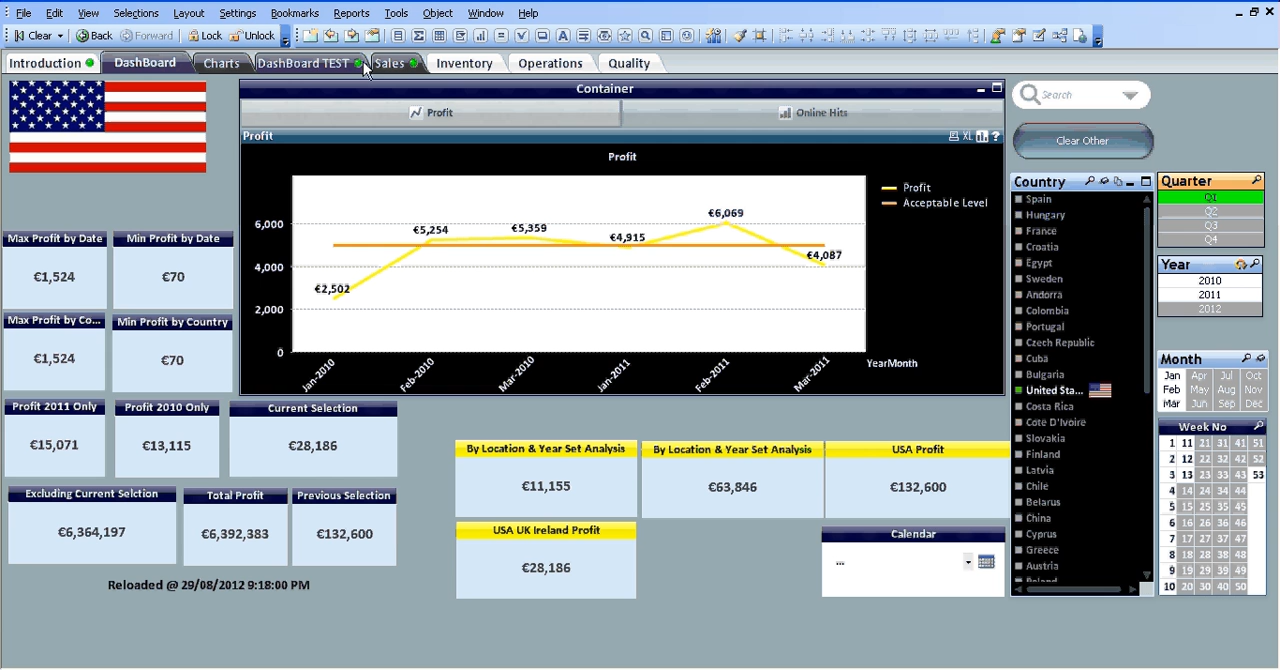 File Edit View Selections Layout Settings Bookmarks Reports Tools Object Window Help
Clear Back Forward Lock Unlock
Introduction DashBoard Charts DashBoard TEST Sales Inventory Operations Quality
Container
Profit Online Hits
Profit XL ?
Profit
Profit
Acceptable Level
6,000
4,000
2,000
0
€2,502
€5,254
€5,359
€4,915
€6,069
€4,087
Jan-2010
Feb-2010
Mar-2010
Jan-2011
Feb-2011
Mar-2011
YearMonth
Max Profit by Date
€1,524
Min Profit by Date
€70
Max Profit by Co...
€1,524
Min Profit by Country
€70
Profit 2011 Only
€15,071
Profit 2010 Only
€13,115
Current Selection
€28,186
Excluding Current Selction
€6,364,197
Total Profit
€6,392,383
Previous Selection
€132,600
Reloaded @ 29/08/2012 9:18:00 PM
By Location & Year Set Analysis
€11,155
By Location & Year Set Analysis
€63,846
USA Profit
€132,600
USA UK Ireland Profit
€28,186
Calendar
...
Search
Clear Other
Country
Spain
Hungary
France
Croatia
Egypt
Sweden
Andorra
Colombia
Portugal
Czech Republic
Cuba
Bulgaria
United Sta...
Costa Rica
Cote D'Ivoire
Slovakia
Finland
Latvia
Chile
Belarus
China
Cyprus
Greece
Austria
Poland
Quarter
Q1
Q2
Q3
Q4
Year
2010
2011
2012
Month
Jan Apr Jul Oct
Feb May Aug Nov
Mar Jun Sep Dec
Week No
1 11 21 31 41 51
2 12 22 32 42 52
3 13 23 33 43 53
4 14 24 34 44
5 15 25 35 45
6 16 26 36 46
7 17 27 37 47
8 18 28 38 48
9 19 29 39 49
10 20 30 40 50